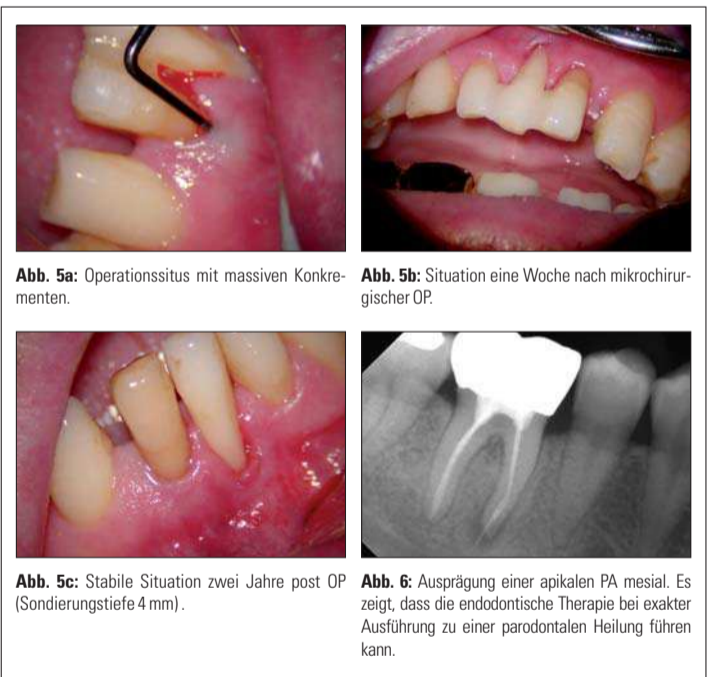 Abb. 5a: Operationssitus mit massiven Konkre-
menten.
Abb. 5b: Situation eine Woche nach mikrochirur-
gischer OP.
Abb. 5c: Stabile Situation zwei Jahre post OP
(Sondierungstiefe 4 mm) .
Abb. 6: Ausprägung einer apikalen PA mesial. Es
zeigt, dass die endodontische Therapie bei exakter
Ausführung zu einer parodontalen Heilung führen
kann.